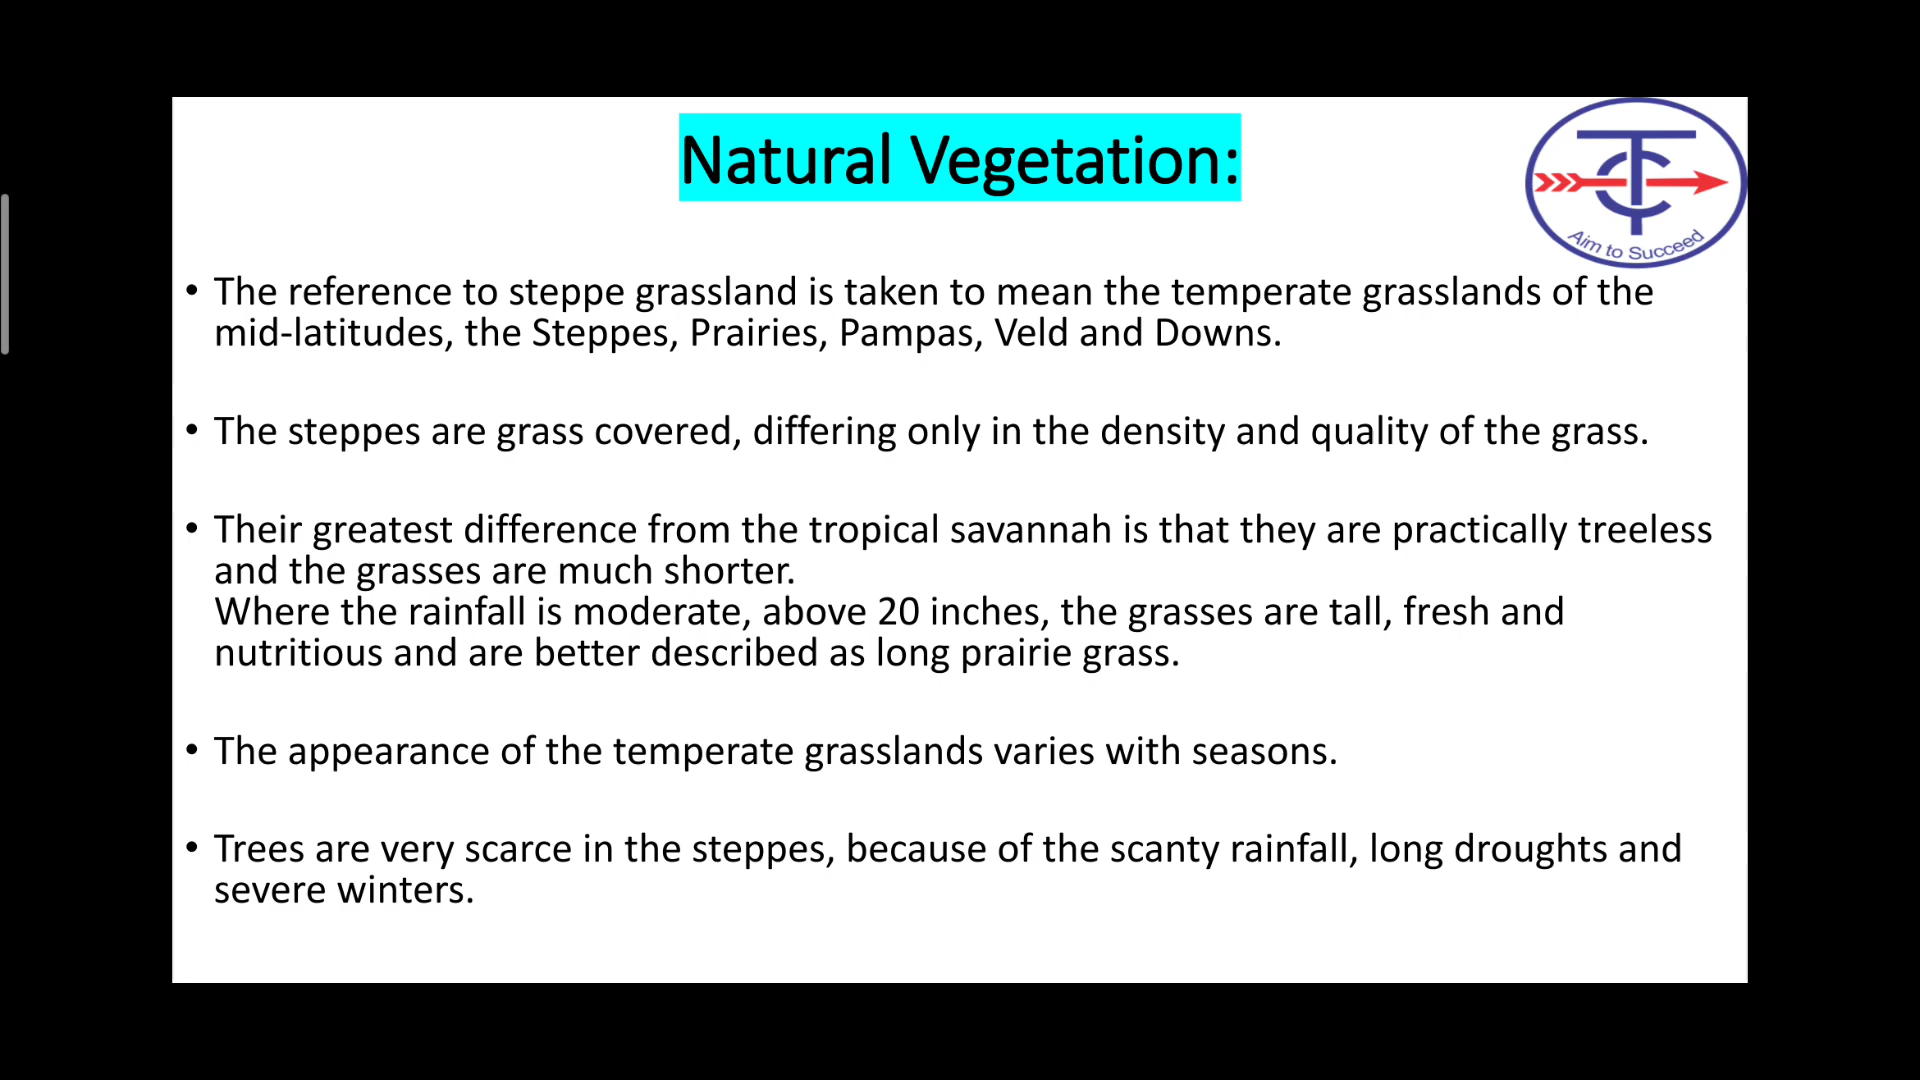 Natural Vegetation:
TC
Aim to Succeed
• The reference to steppe grassland is taken to mean the temperate grasslands of the
mid-latitudes, the Steppes, Prairies, Pampas, Veld and Downs.
• The steppes are grass covered, differing only in the density and quality of the grass.
• Their greatest difference from the tropical savannah is that they are practically treeless
and the grasses are much shorter.
Where the rainfall is moderate, above 20 inches, the grasses are tall, fresh and
nutritious and are better described as long prairie grass.
• The appearance of the temperate grasslands varies with seasons.
• Trees are very scarce in the steppes, because of the scanty rainfall, long droughts and
severe winters.